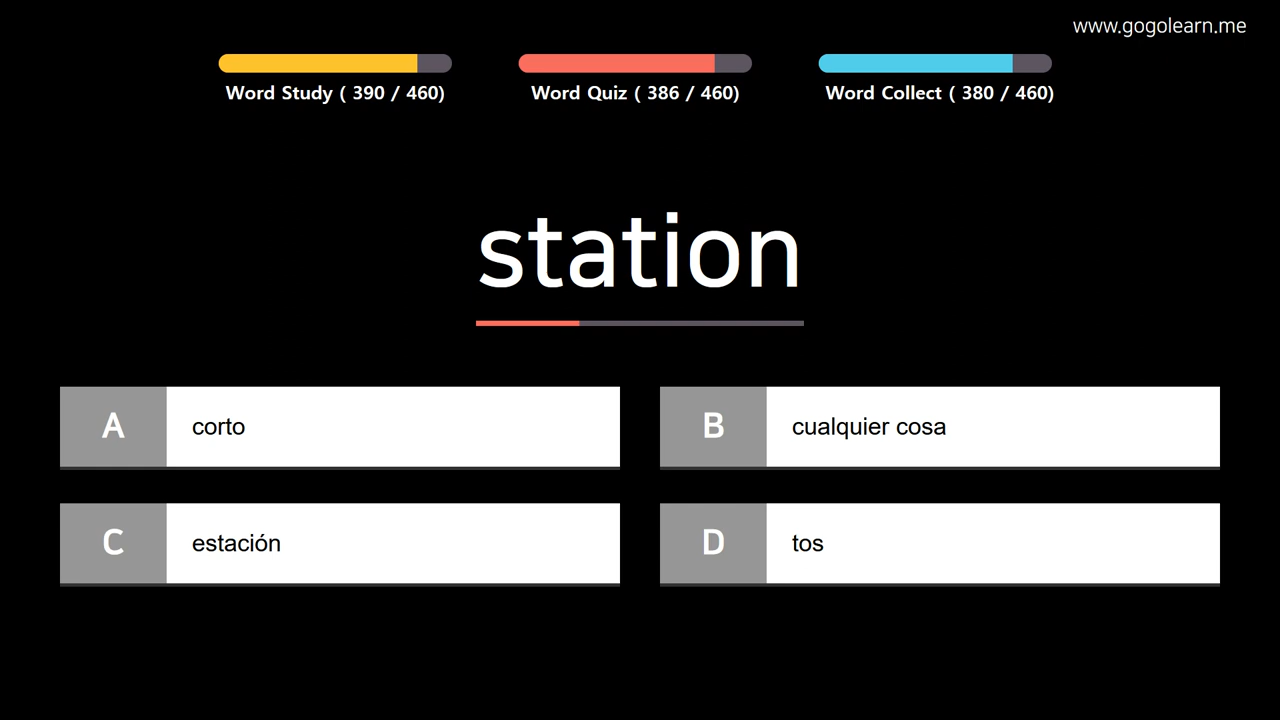 www.gogolearn.me
Word Study ( 390 / 460)
Word Quiz ( 386 / 460)
Word Collect ( 380 / 460)
station
A corto
B cualquier cosa
C estación
D tos